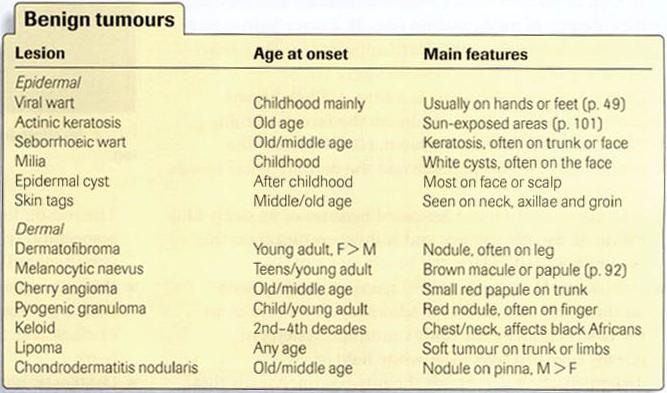 Benign tumours
Lesion Age at onset Main features
Epidermal
Viral wart Childhood mainly Usually on hands or feet (p. 49)
Actinic keratosis Old age Sun-exposed areas (p. 101)
Seborrhoeic wart Old/middle age Keratosis, often on trunk or face
Milia Childhood White cysts, often on the face
Epidermal cyst After childhood Most on face or scalp
Skin tags Middle/old age Seen on neck, axillae and groin
Dermal
Dermatofibroma Young adult, F > M Nodule, often on leg
Melanocytic naevus Teens/young adult Brown macule or papule (p. 92)
Cherry angioma Old/middle age Small red papule on trunk
Pyogenic granuloma Child/young adult Red nodule, often on finger
Keloid 2nd–4th decades Chest/neck, affects black Africans
Lipoma Any age Soft tumour on trunk or limbs
Chondrodermatitis nodularis Old/middle age Nodule on pinna, M > F